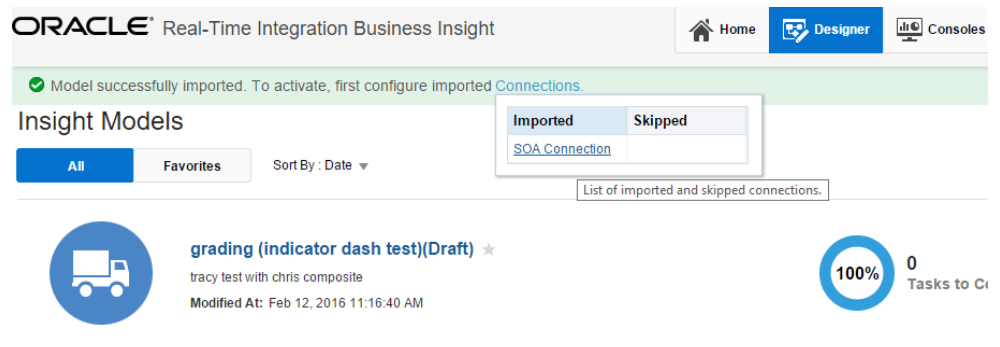 ORACLE® Real-Time Integration Business Insight
Home
Designer
Consoles
Model successfully imported. To activate, first configure imported Connections.
Insight Models
Imported Skipped
SOA Connection
All
Favorites
Sort By : Date
List of imported and skipped connections.
grading (indicator dash test)(Draft)
tracy test with chris composite
Modified At: Feb 12, 2016 11:16:40 AM
100%
0
Tasks to Co